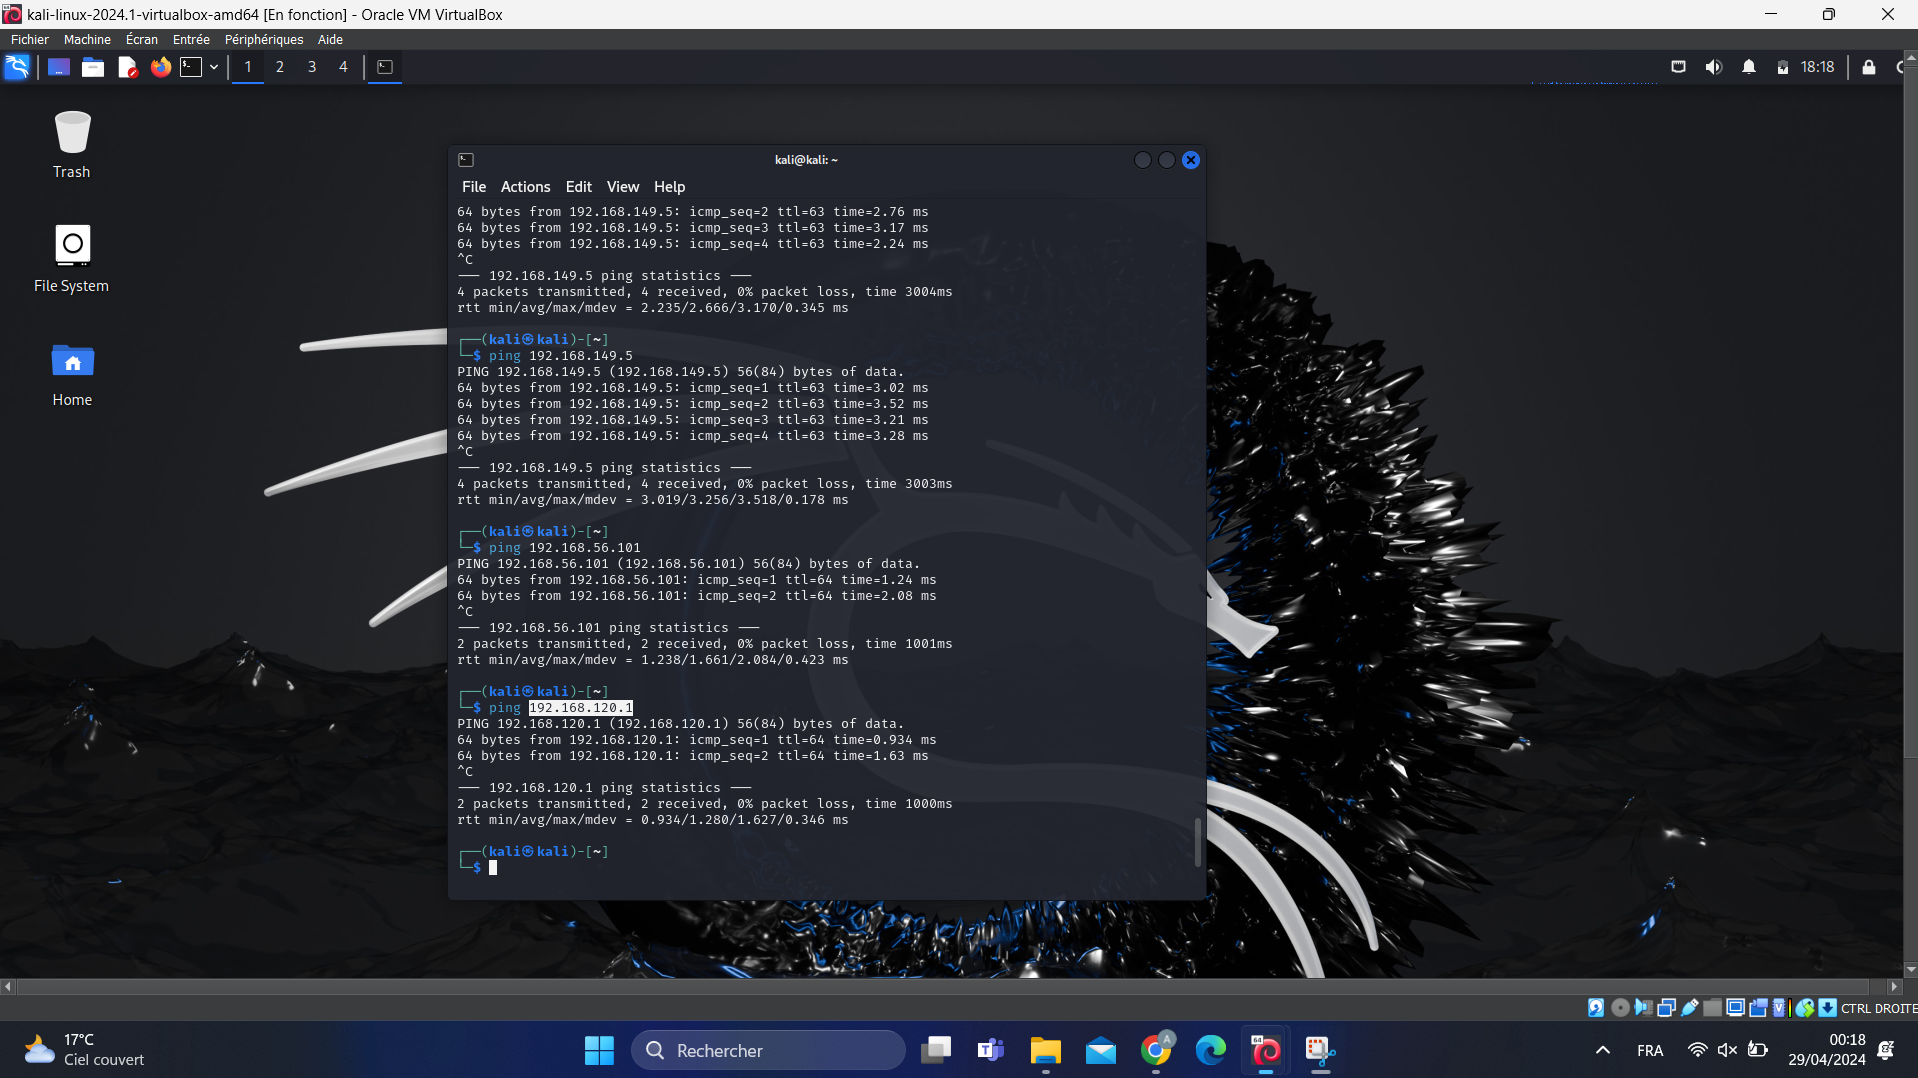 kali-linux-2024.1-virtualbox-amd64 [En fonction] - Oracle VM VirtualBox
Fichier Machine Écran Entrée Périphériques Aide
1 2 3 4 18:18
Trash
File System
Home
kali@kali: ~
File Actions Edit View Help
64 bytes from 192.168.149.5: icmp_seq=2 ttl=63 time=2.76 ms
64 bytes from 192.168.149.5: icmp_seq=3 ttl=63 time=3.17 ms
64 bytes from 192.168.149.5: icmp_seq=4 ttl=63 time=2.24 ms
^C
--- 192.168.149.5 ping statistics ---
4 packets transmitted, 4 received, 0% packet loss, time 3004ms
rtt min/avg/max/mdev = 2.235/2.666/3.170/0.345 ms
┌──(kali㉿kali)-[~]
└─$ ping 192.168.149.5
PING 192.168.149.5 (192.168.149.5) 56(84) bytes of data.
64 bytes from 192.168.149.5: icmp_seq=1 ttl=63 time=3.02 ms
64 bytes from 192.168.149.5: icmp_seq=2 ttl=63 time=3.52 ms
64 bytes from 192.168.149.5: icmp_seq=3 ttl=63 time=3.21 ms
64 bytes from 192.168.149.5: icmp_seq=4 ttl=63 time=3.28 ms
^C
--- 192.168.149.5 ping statistics ---
4 packets transmitted, 4 received, 0% packet loss, time 3003ms
rtt min/avg/max/mdev = 3.019/3.256/3.518/0.178 ms
┌──(kali㉿kali)-[~]
└─$ ping 192.168.56.101
PING 192.168.56.101 (192.168.56.101) 56(84) bytes of data.
64 bytes from 192.168.56.101: icmp_seq=1 ttl=64 time=1.24 ms
64 bytes from 192.168.56.101: icmp_seq=2 ttl=64 time=2.08 ms
^C
--- 192.168.56.101 ping statistics ---
2 packets transmitted, 2 received, 0% packet loss, time 1001ms
rtt min/avg/max/mdev = 1.238/1.661/2.084/0.423 ms
┌──(kali㉿kali)-[~]
└─$ ping 192.168.120.1
PING 192.168.120.1 (192.168.120.1) 56(84) bytes of data.
64 bytes from 192.168.120.1: icmp_seq=1 ttl=64 time=0.934 ms
64 bytes from 192.168.120.1: icmp_seq=2 ttl=64 time=1.63 ms
^C
--- 192.168.120.1 ping statistics ---
2 packets transmitted, 2 received, 0% packet loss, time 1000ms
rtt min/avg/max/mdev = 0.934/1.280/1.627/0.346 ms
┌──(kali㉿kali)-[~]
└─$
CTRL DROITE
17°C
Ciel couvert
Rechercher
FRA
00:18
29/04/2024